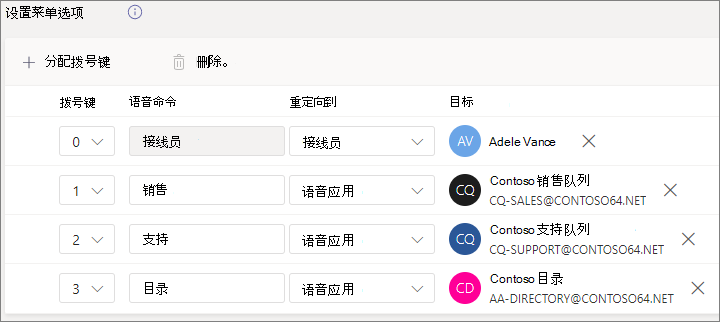 设置菜单选项
分配拨号键 删除。
拨号键 语音命令 重定向到 目标
0 接线员 接线员 AV Adele Vance
1 销售 语音应用 CQ Contoso 销售队列
CQ-SALES@CONTOSO64.NET
2 支持 语音应用 CQ Contoso 支持队列
CQ-SUPPORT@CONTOSO64.NET
3 目录 语音应用 CD Contoso 目录
AA-DIRECTORY@CONTOSO64.NET